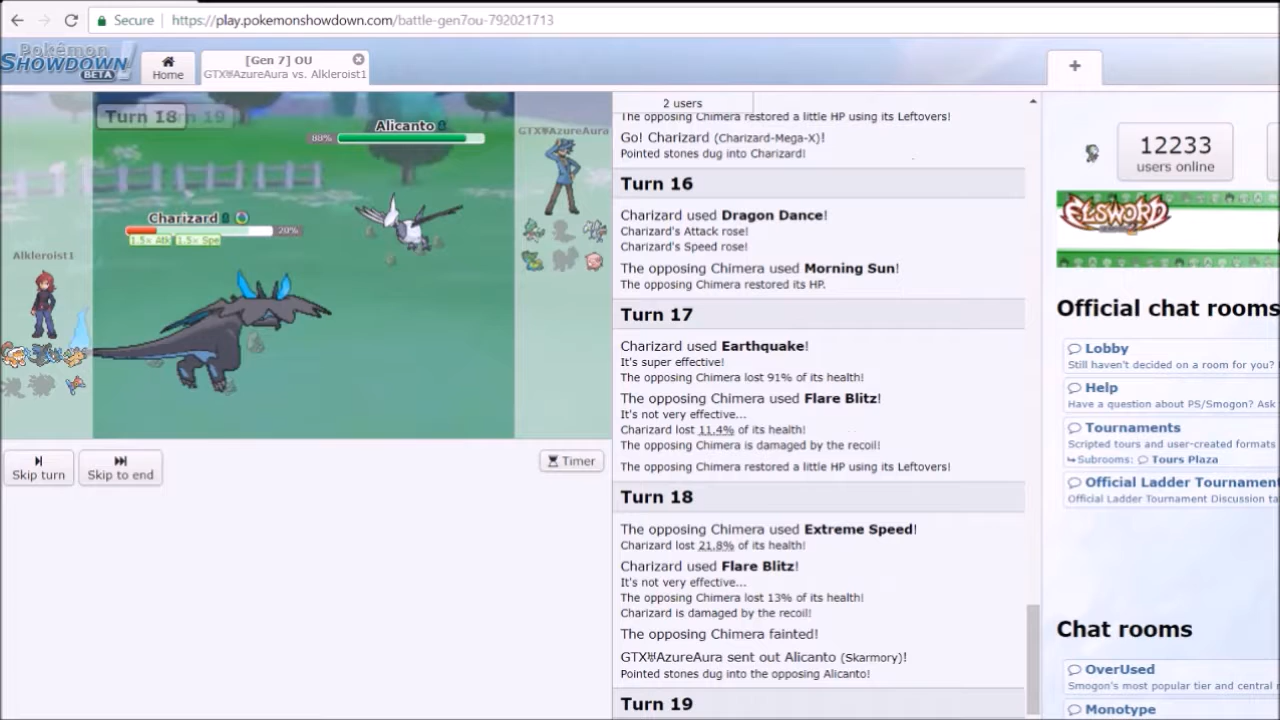 Secure
https://play.pokemonshowdown.com/battle-gen7ou-792021713
Pokémon
SHOWDOWN!
BETA
Home
[Gen 7] OU
GTX♅AzureAura vs. Alkleroist1
+
Turn 18
Turn 19
Alicanto
88%
Charizard
20%
1.5× Atk
1.5× Spe
GTX♅AzureAura
Alkleroist1
Skip turn
Skip to end
Timer
2 users
The opposing Chimera restored a little HP using its Leftovers!
Go! Charizard (Charizard-Mega-X)!
Pointed stones dug into Charizard!
Turn 16
Charizard used Dragon Dance!
Charizard's Attack rose!
Charizard's Speed rose!
The opposing Chimera used Morning Sun!
The opposing Chimera restored its HP.
Turn 17
Charizard used Earthquake!
It's super effective!
The opposing Chimera lost 91% of its health!
The opposing Chimera used Flare Blitz!
It's not very effective...
Charizard lost 11.4% of its health!
The opposing Chimera is damaged by the recoil!
The opposing Chimera restored a little HP using its Leftovers!
Turn 18
The opposing Chimera used Extreme Speed!
Charizard lost 21.8% of its health!
Charizard used Flare Blitz!
It's not very effective...
The opposing Chimera lost 13% of its health!
Charizard is damaged by the recoil!
The opposing Chimera fainted!
GTX♅AzureAura sent out Alicanto (Skarmory)!
Pointed stones dug into the opposing Alicanto!
Turn 19
12233
users online
ELSWORD
Official chat rooms
Lobby
Still haven't decided on a room for you?
Help
Have a question about PS/Smogon? Ask
Tournaments
Scripted tours and user-created formats
Subrooms: Tours Plaza
Official Ladder Tournament
Official Ladder Tournament Discussion ta
Chat rooms
OverUsed
Smogon's most popular tier and central
Monotype